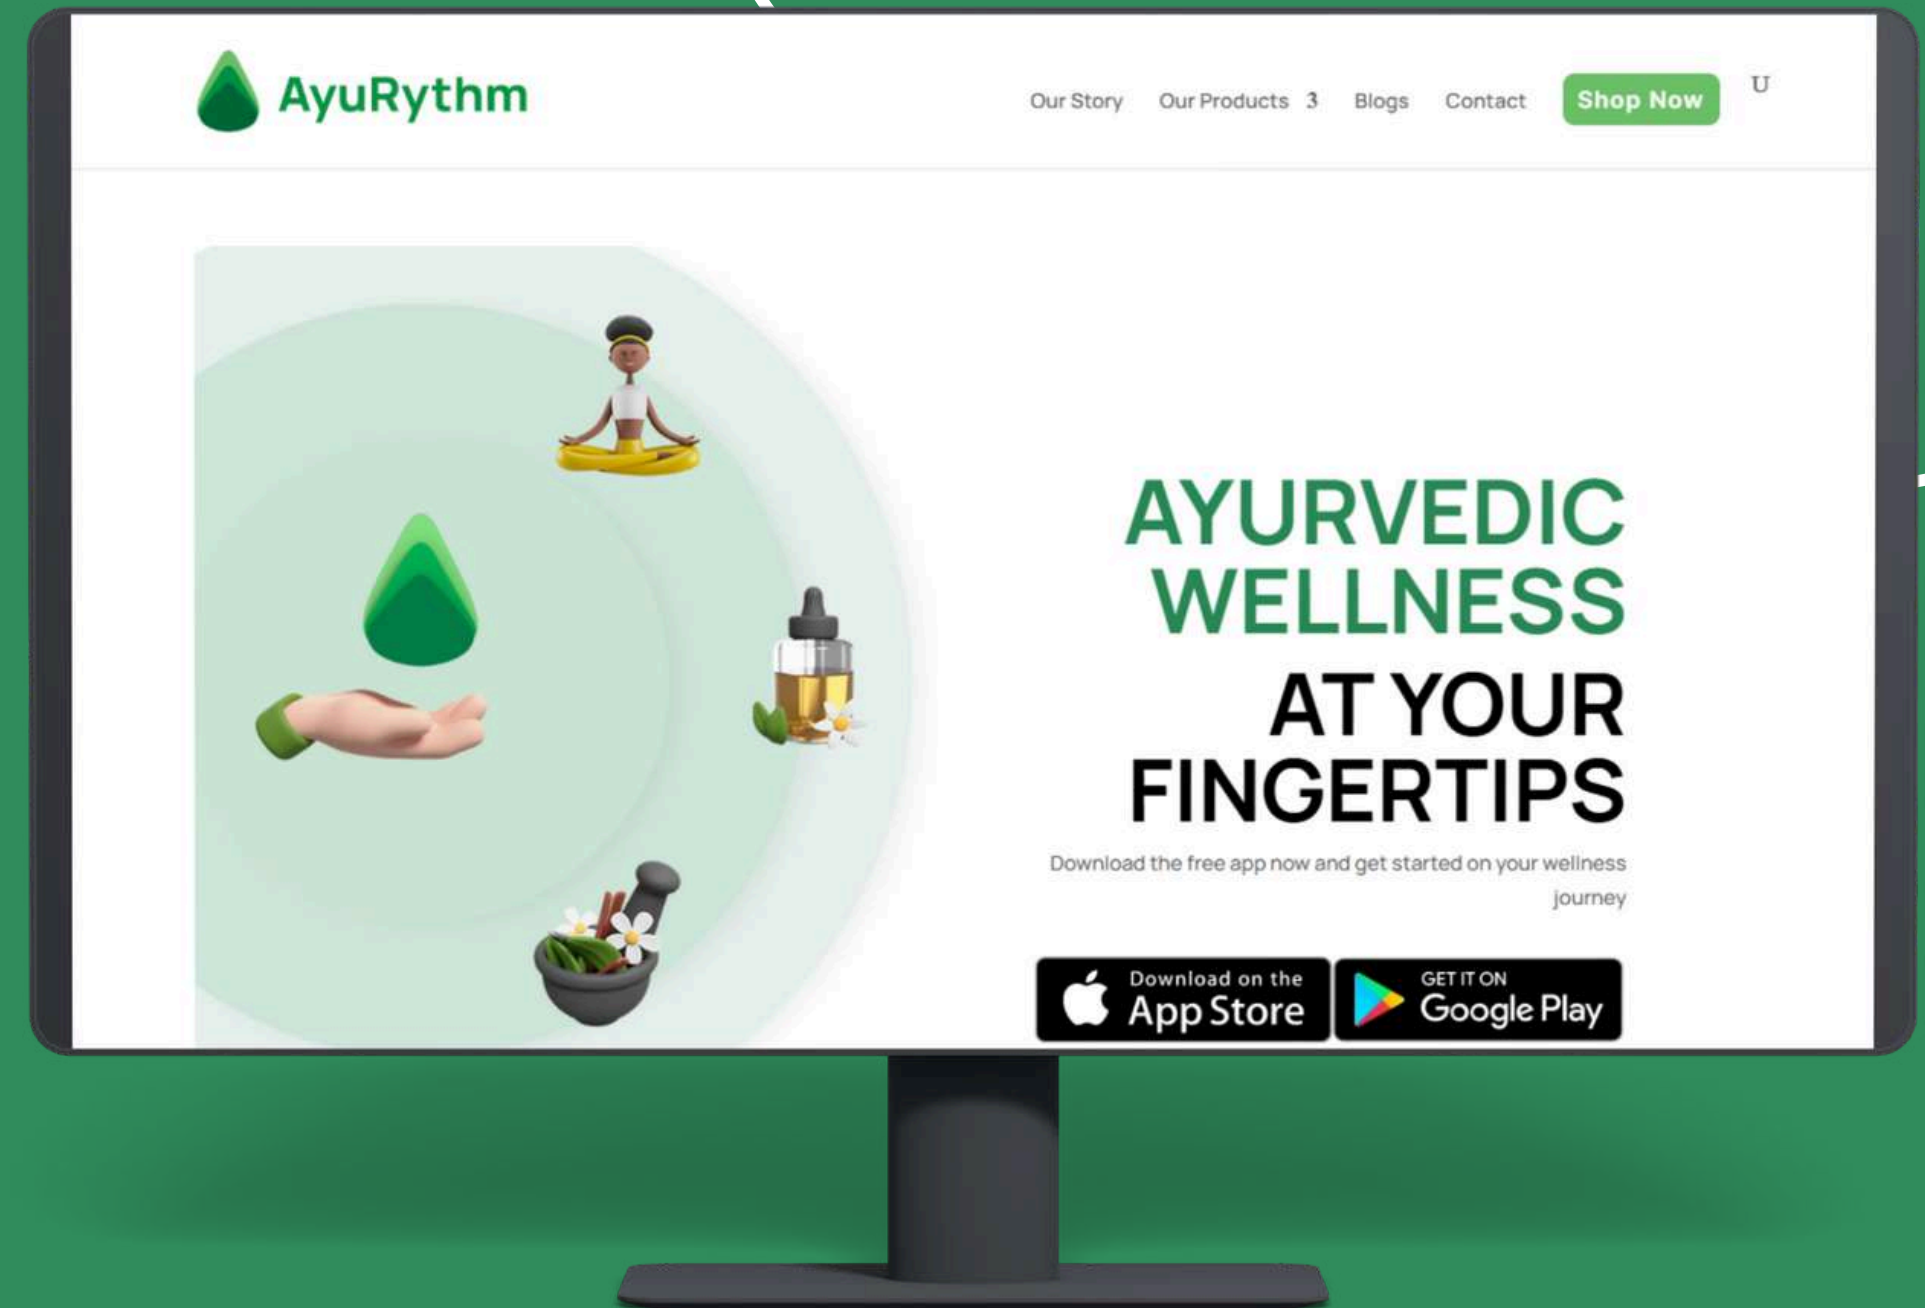 AyuRythm
Our Story Our Products 3 Blogs Contact Shop Now U
AYURVEDIC
WELLNESS
AT YOUR
FINGERTIPS
Download the free app now and get started on your wellness
journey
Download on the
App Store
GET IT ON
Google Play